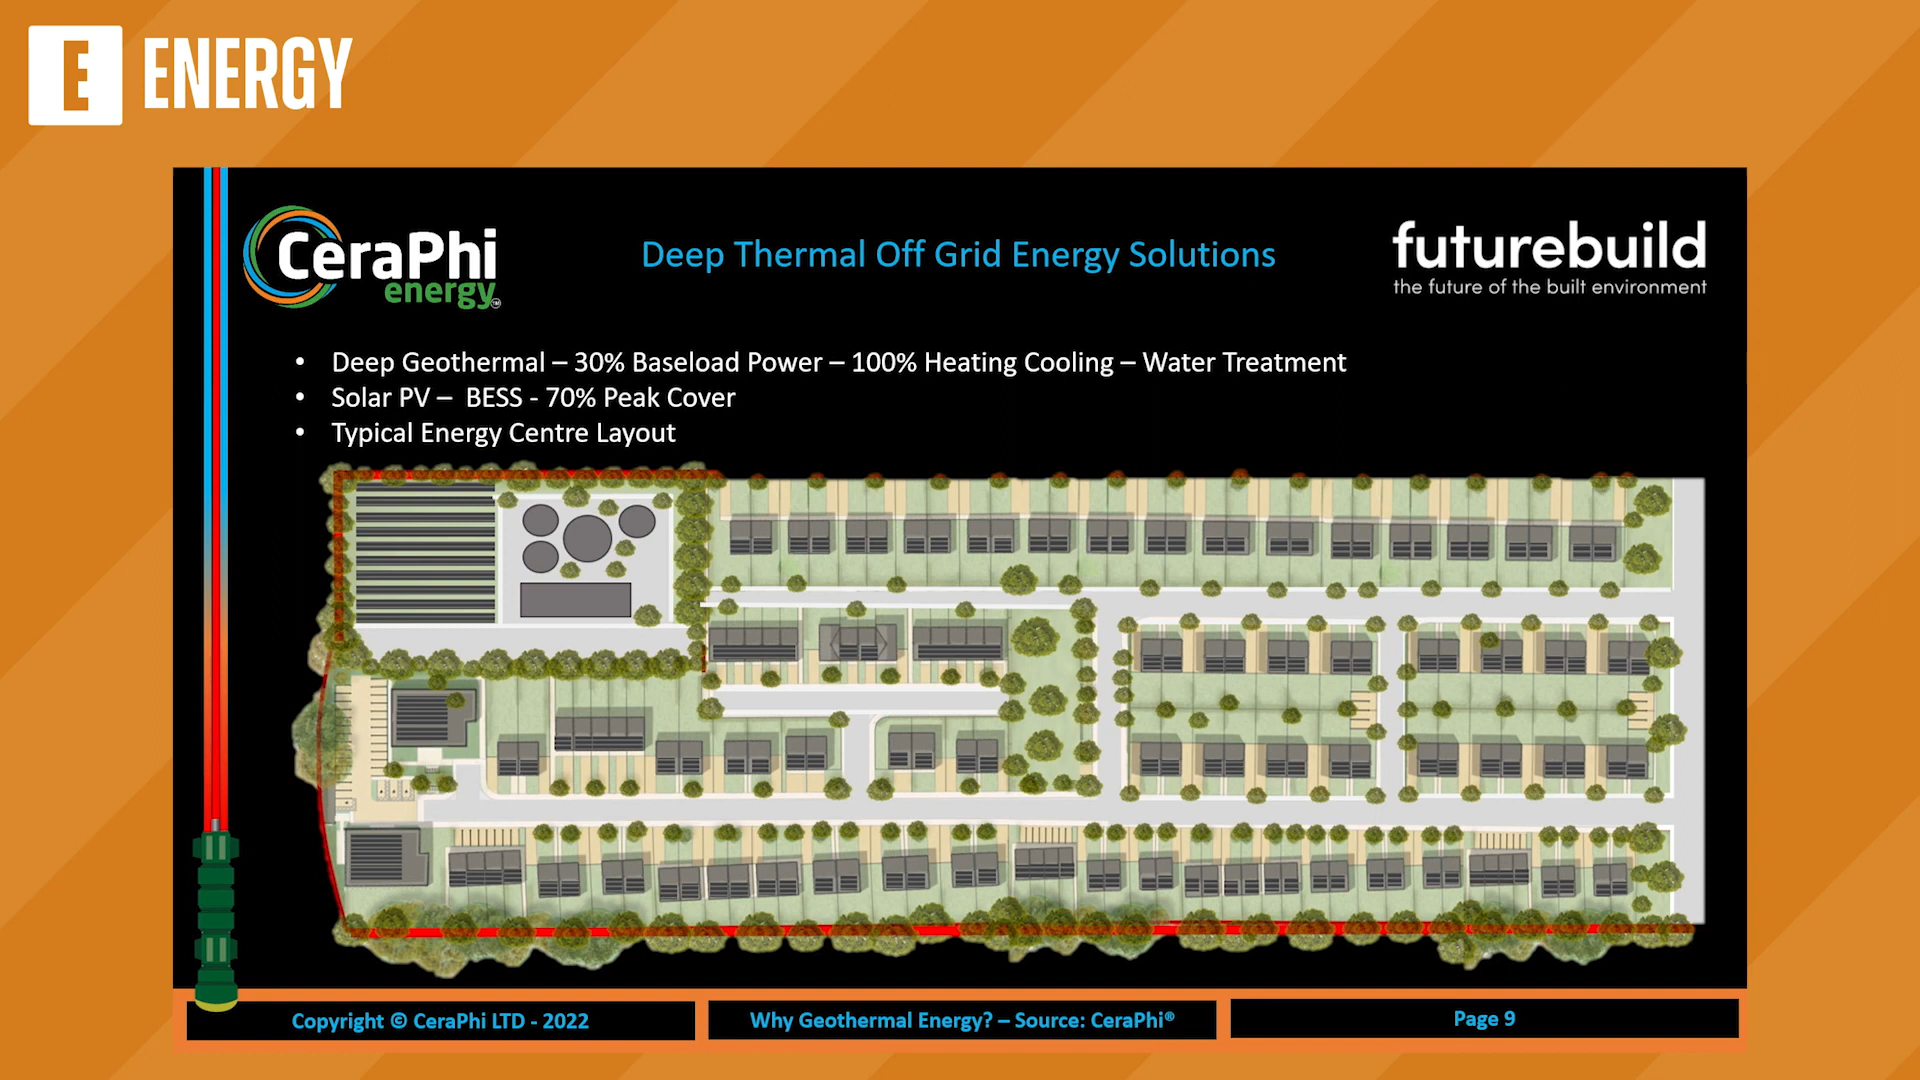 E ENERGY
CeraPhi
energy
TM
Deep Thermal Off Grid Energy Solutions
futurebuild
the future of the built environment
• Deep Geothermal – 30% Baseload Power – 100% Heating Cooling – Water Treatment
• Solar PV – BESS - 70% Peak Cover
• Typical Energy Centre Layout
Copyright © CeraPhi LTD - 2022
Why Geothermal Energy? – Source: CeraPhi®
Page 9